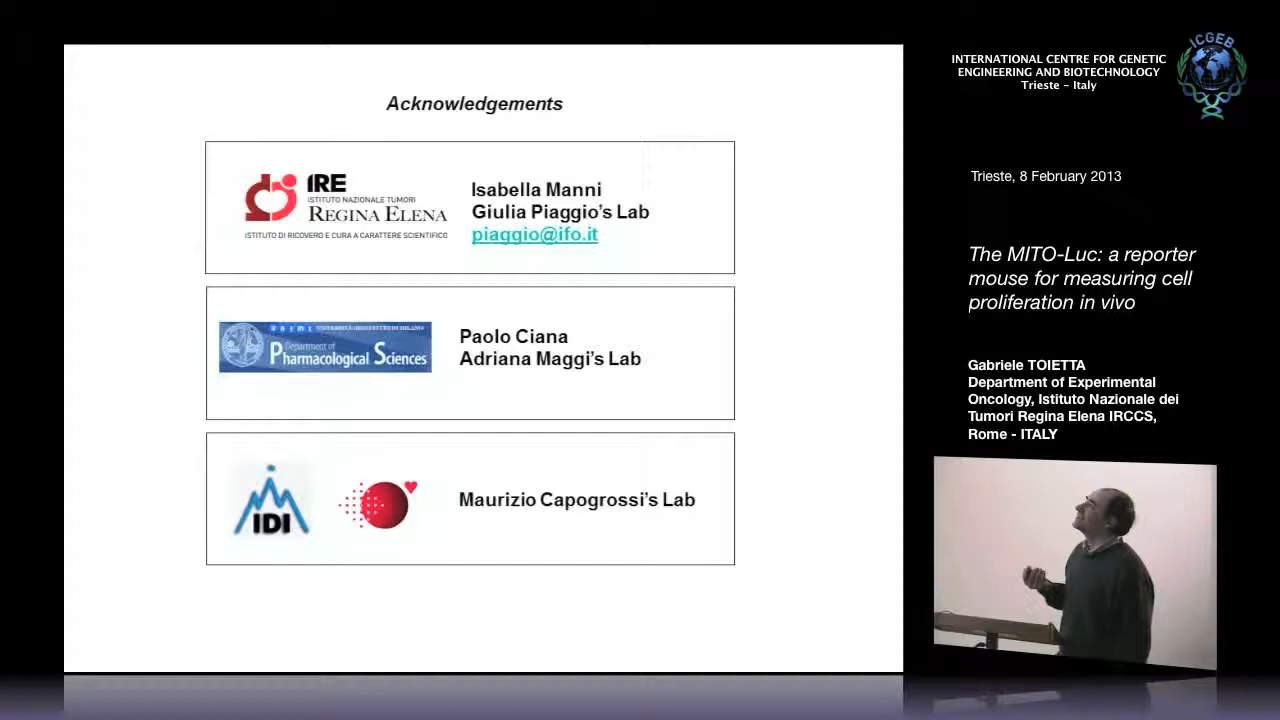 Acknowledgements
IRE
ISTITUTO NAZIONALE TUMORI
REGINA ELENA
ISTITUTO DI RICOVERO E CURA A CARATTERE SCIENTIFICO
Isabella Manni
Giulia Piaggio's Lab
piaggio@ifo.it
Department of
Pharmacological Sciences
Paolo Ciana
Adriana Maggi's Lab
IDI
Maurizio Capogrossi's Lab
INTERNATIONAL CENTRE FOR GENETIC
ENGINEERING AND BIOTECHNOLOGY
Trieste - Italy
ICGEB
Trieste, 8 February 2013
The MITO-Luc: a reporter
mouse for measuring cell
proliferation in vivo
Gabriele TOIETTA
Department of Experimental
Oncology, Istituto Nazionale dei
Tumori Regina Elena IRCCS,
Rome - ITALY